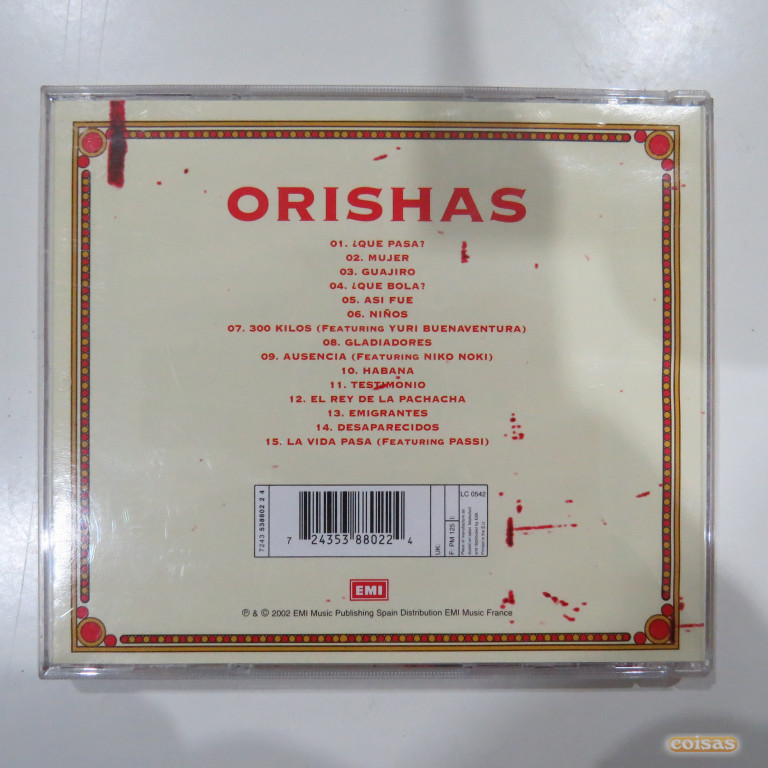 ORISHAS
01. ¿QUE PASA?
02. MUJER
03. GUAJIRO
04. ¿QUE BOLA?
05. ASI FUE
06. NIÑOS
07. 300 KILOS (FEATURING YURI BUENAVENTURA)
08. GLADIADORES
09. AUSENCIA (FEATURING NIKO NOKI)
10. HABANA
11. TESTIMONIO
12. EL REY DE LA PACHACHA
13. EMIGRANTES
14. DESAPARECIDOS
15. LA VIDA PASA (FEATURING PASSI)
7243 538802 2 4
7 24353 88022 4
UK:
F: PM 125
LC 0542
EMI
℗ & © 2002 EMI Music Publishing Spain Distribution EMI Music France
coisas